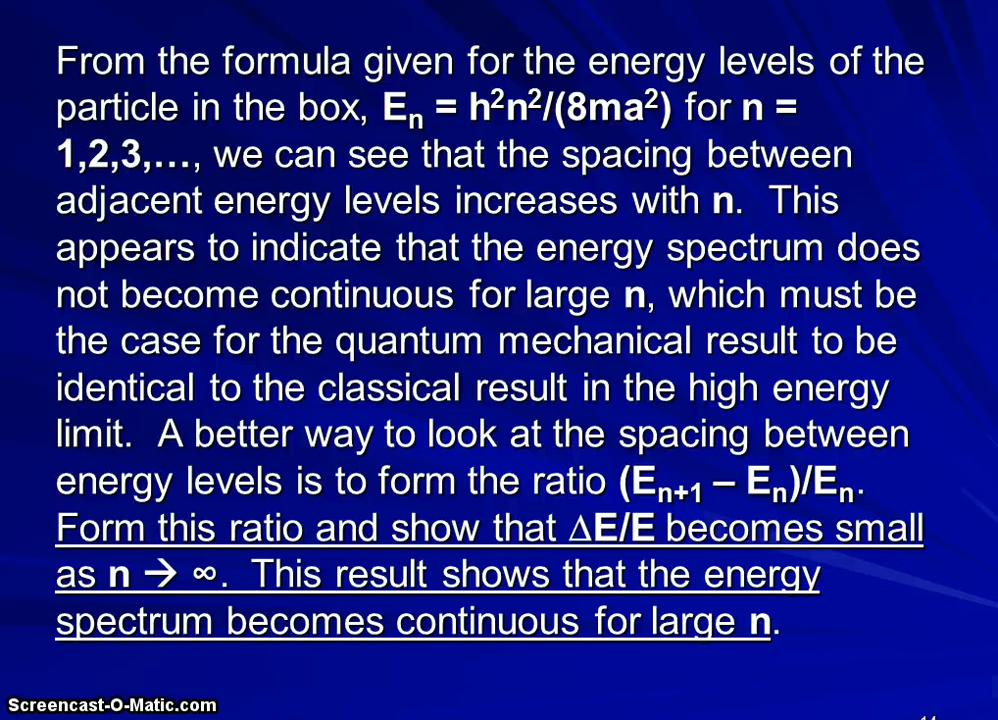 From the formula given for the energy levels of the
particle in the box, Eₙ = h²n²/(8ma²) for n =
1,2,3,…, we can see that the spacing between
adjacent energy levels increases with n.  This
appears to indicate that the energy spectrum does
not become continuous for large n, which must be
the case for the quantum mechanical result to be
identical to the classical result in the high energy
limit.  A better way to look at the spacing between
energy levels is to form the ratio (Eₙ₊₁ – Eₙ)/Eₙ.
Form this ratio and show that ∆E/E becomes small
as n → ∞.  This result shows that the energy
spectrum becomes continuous for large n.
Screencast-O-Matic.com